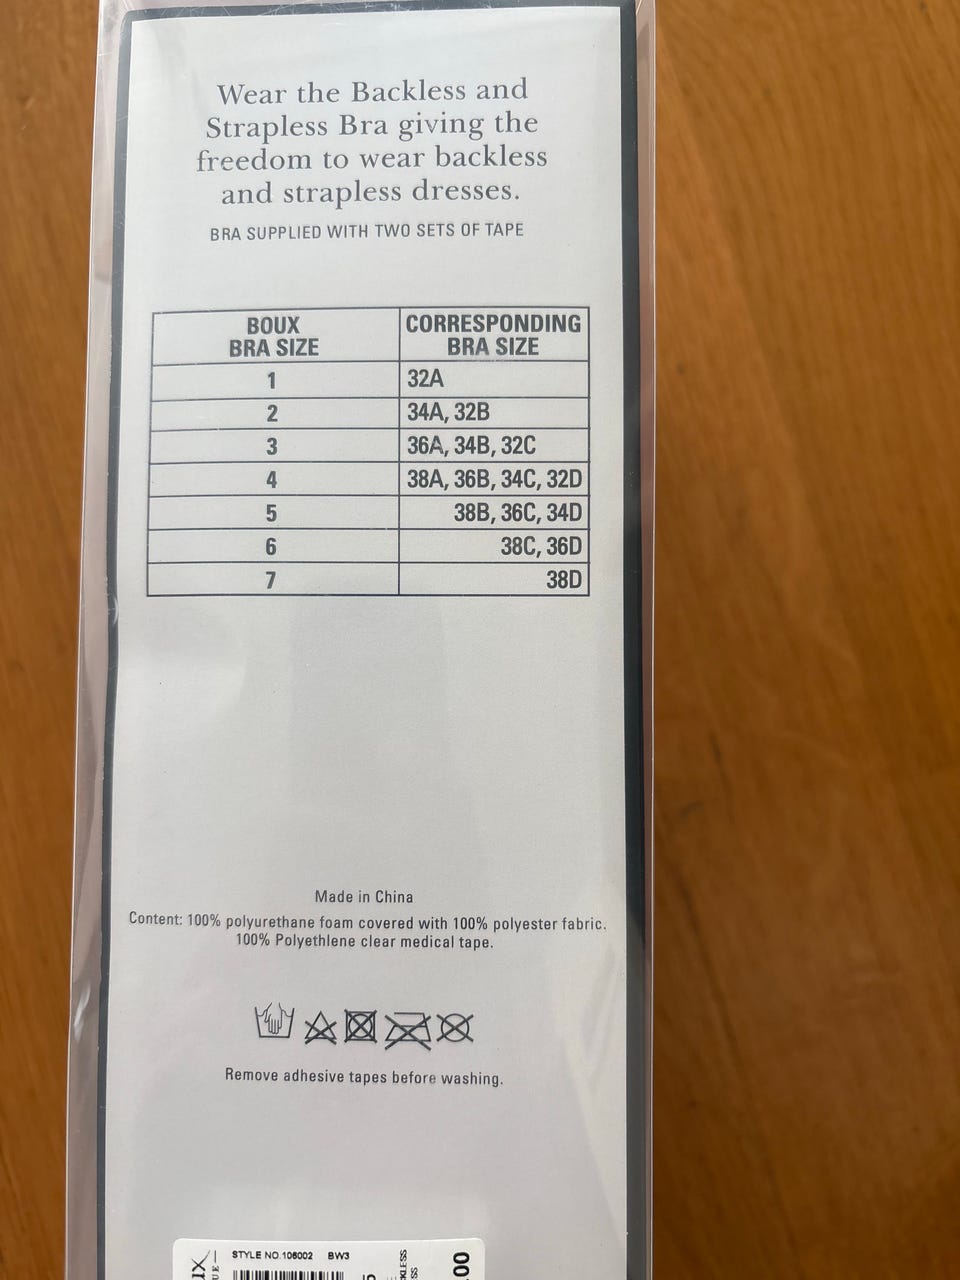 Wear the Backless and
Strapless Bra giving the
freedom to wear backless
and strapless dresses.
BRA SUPPLIED WITH TWO SETS OF TAPE
BOUX BRA SIZE CORRESPONDING BRA SIZE
1 32A
2 34A, 32B
3 36A, 34B, 32C
4 38A, 36B, 34C, 32D
5 38B, 36C, 34D
6 38C, 36D
7 38D
Made in China
Content: 100% polyurethane foam covered with 100% polyester fabric.
100% Polyethlene clear medical tape.
Remove adhesive tapes before washing.
STYLE NO.106002 BW3